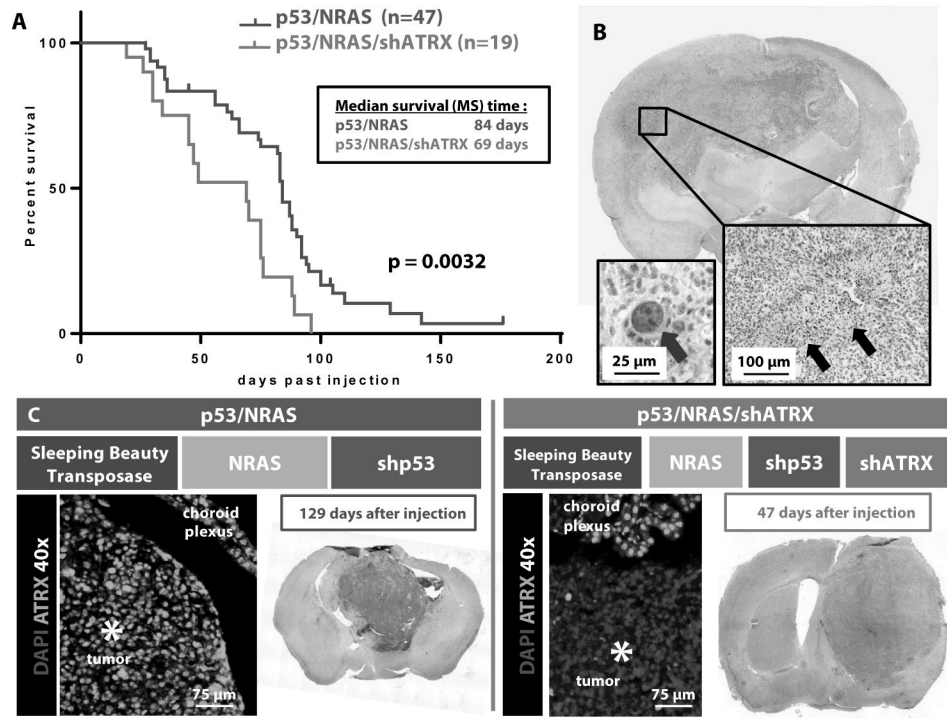 A
p53/NRAS (n=47)
p53/NRAS/shATRX (n=19)
Median survival (MS) time :
p53/NRAS 84 days
p53/NRAS/shATRX 69 days
p = 0.0032
100
50
0
Percent survival
0 50 100 150 200
days past injection
B
25 µm
100 µm
C p53/NRAS
Sleeping Beauty
Transposase
NRAS
shp53
DAPI ATRX 40x
choroid
plexus
*
tumor
75 µm
129 days after injection
p53/NRAS/shATRX
Sleeping Beauty
Transposase
NRAS
shp53
shATRX
DAPI ATRX 40x
choroid
plexus
*
tumor
75 µm
47 days after injection